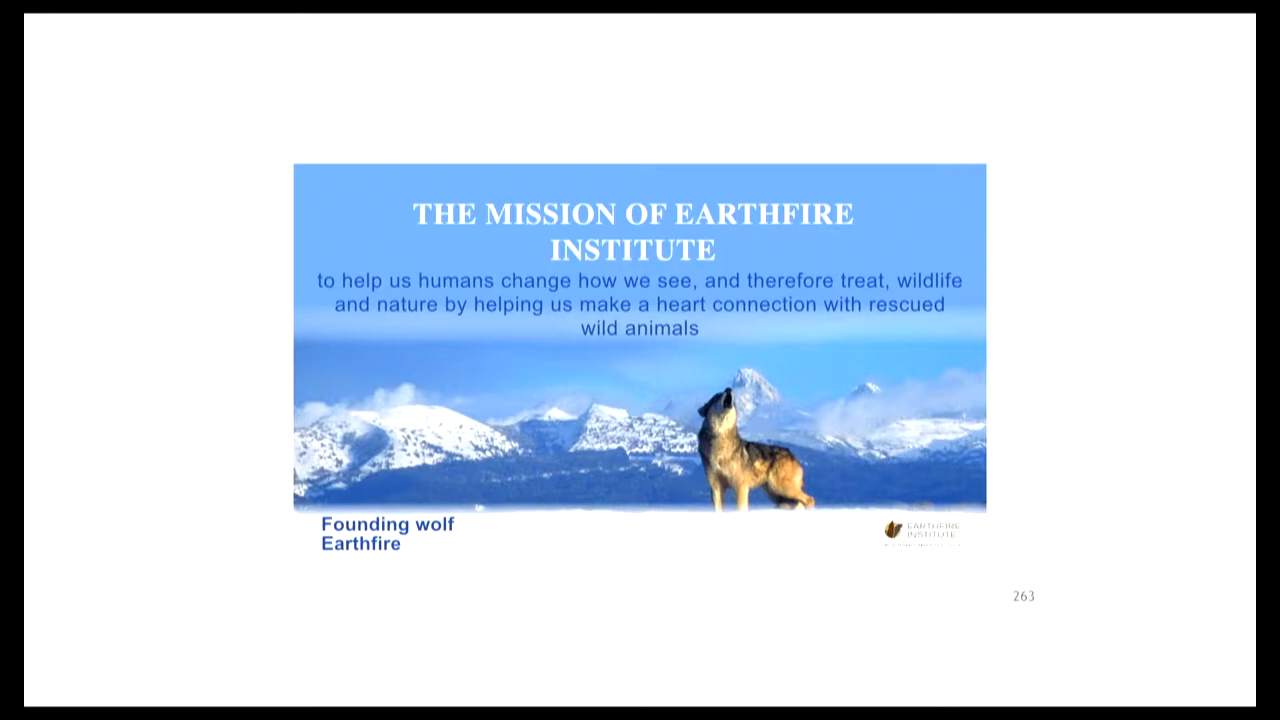 THE MISSION OF EARTHFIRE
INSTITUTE
to help us humans change how we see, and therefore treat, wildlife
and nature by helping us make a heart connection with rescued
wild animals
Founding wolf
Earthfire
EARTHFIRE
INSTITUTE
263